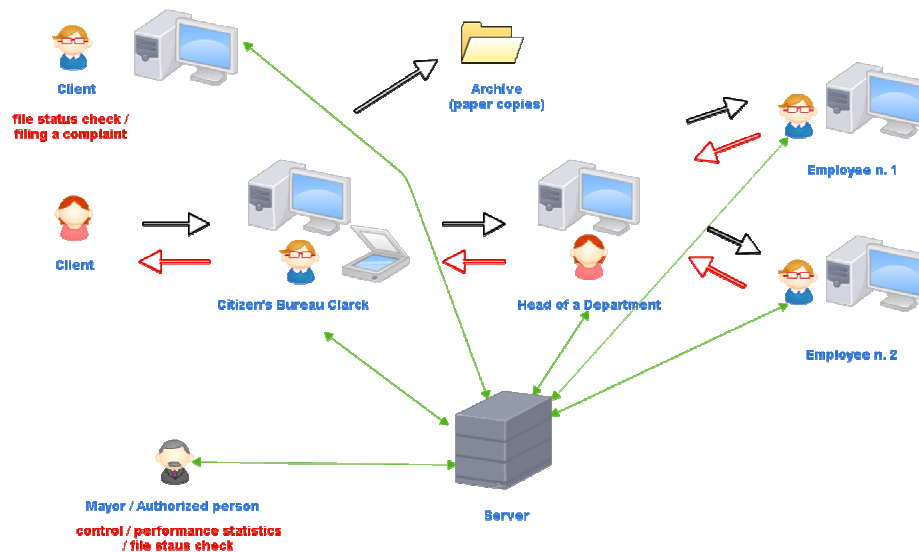 Client
file status check /
filing a complaint
Archive
(paper copies)
Employee n. 1
Client
Citizen's Bureau Clarck
Head of a Department
Employee n. 2
Mayor / Authorized person
control / performance statistics
/ file staus check
Server